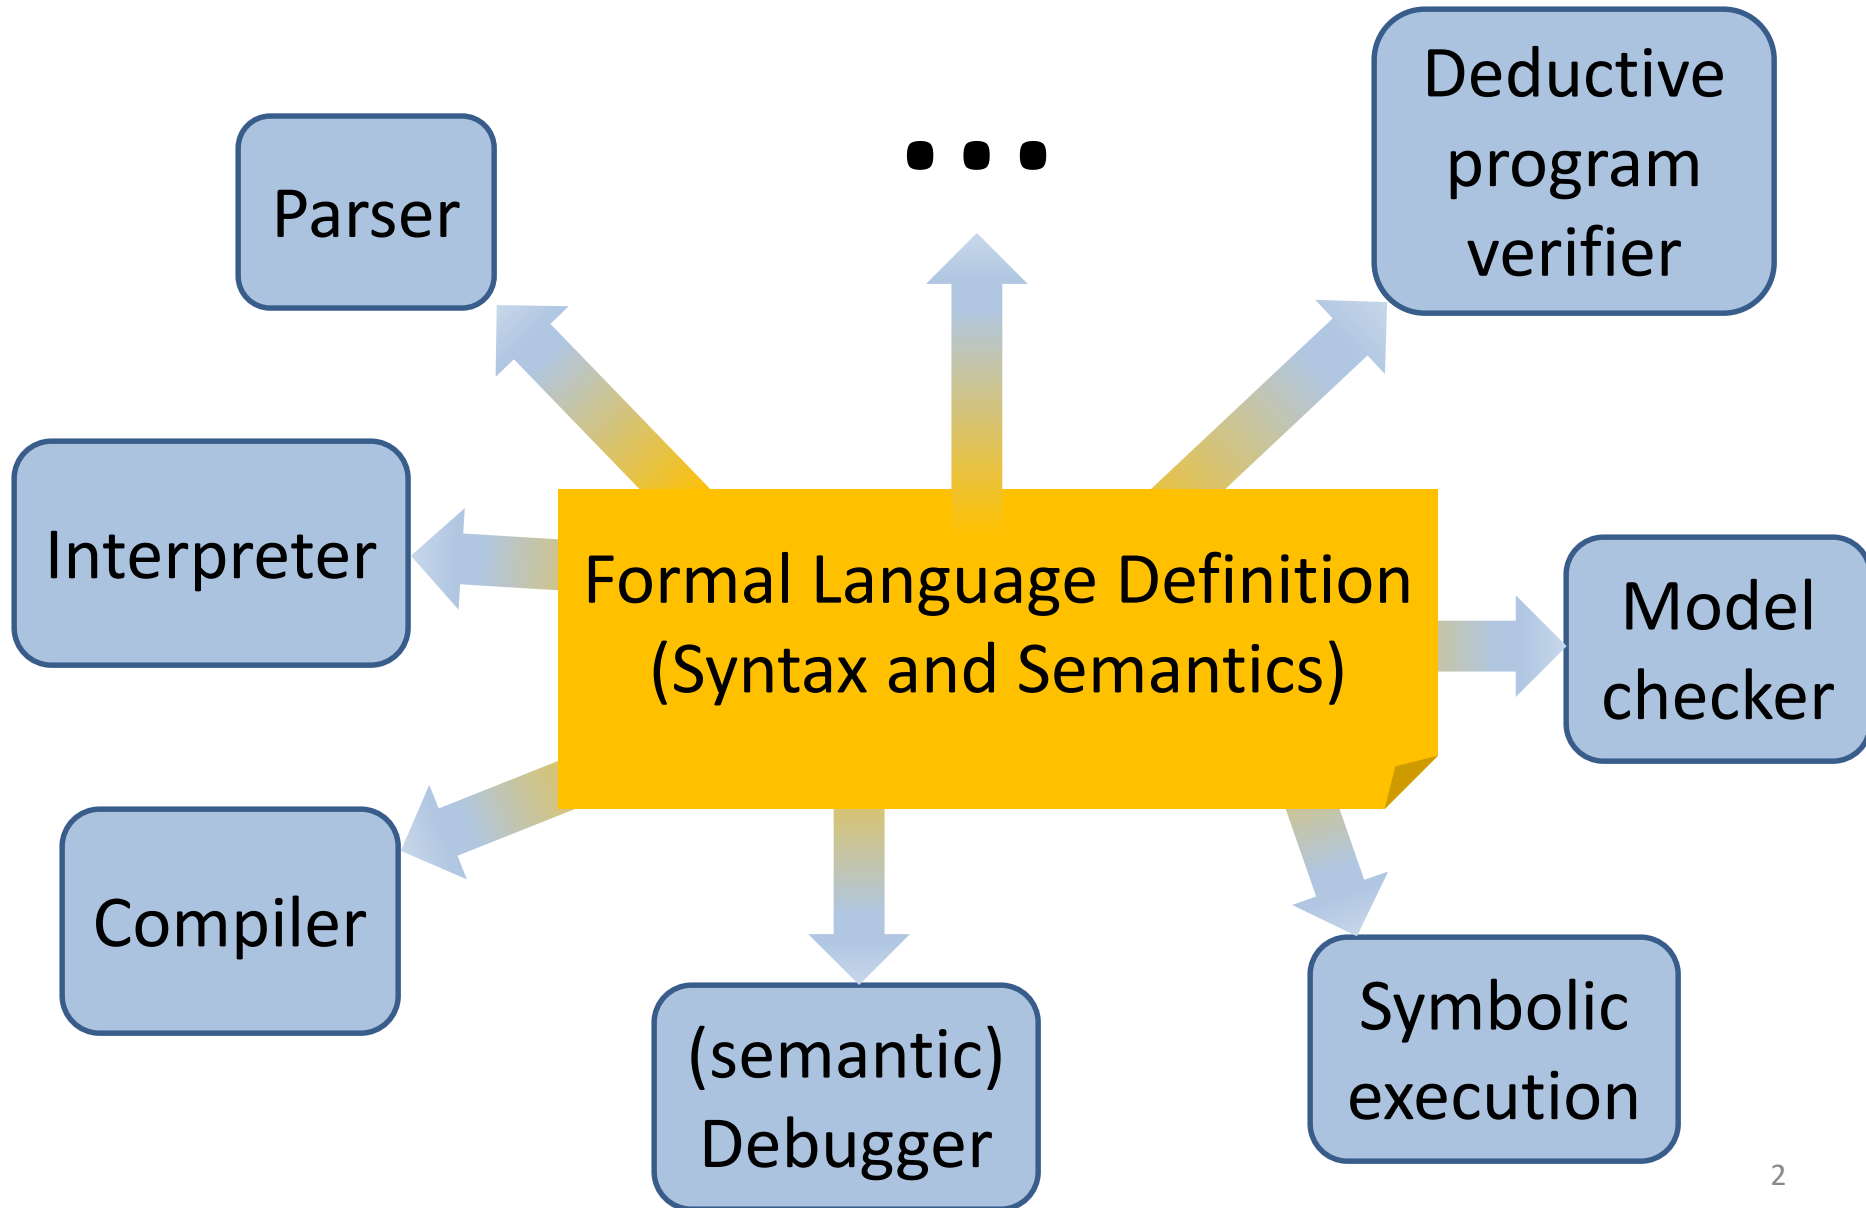 Parser
...
Deductive
program
verifier
Interpreter
Formal Language Definition
(Syntax and Semantics)
Model
checker
Compiler
(semantic)
Debugger
Symbolic
execution
2